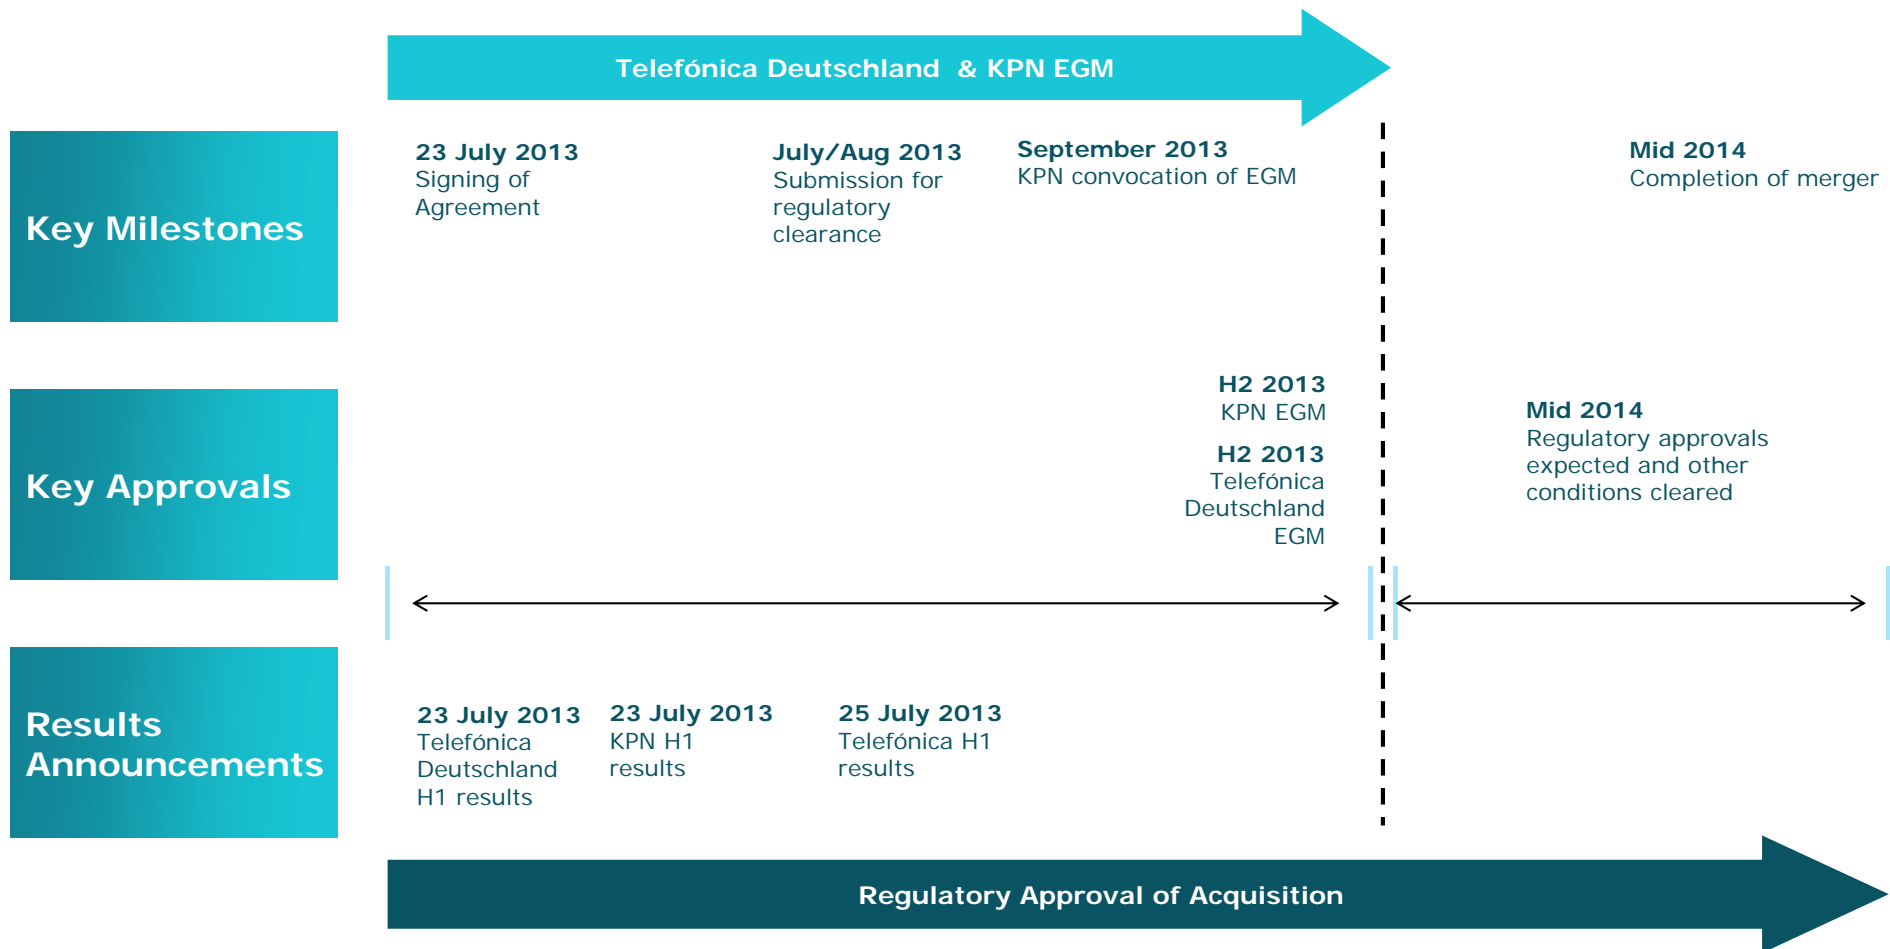 Telefónica Deutschland & KPN EGM
Key Milestones
23 July 2013
Signing of
Agreement
July/Aug 2013
Submission for
regulatory
clearance
September 2013
KPN convocation of EGM
Mid 2014
Completion of merger
Key Approvals
H2 2013
KPN EGM
H2 2013
Telefónica
Deutschland
EGM
Mid 2014
Regulatory approvals
expected and other
conditions cleared
Results
Announcements
23 July 2013
Telefónica
Deutschland
H1 results
23 July 2013
KPN H1
results
25 July 2013
Telefónica H1
results
Regulatory Approval of Acquisition